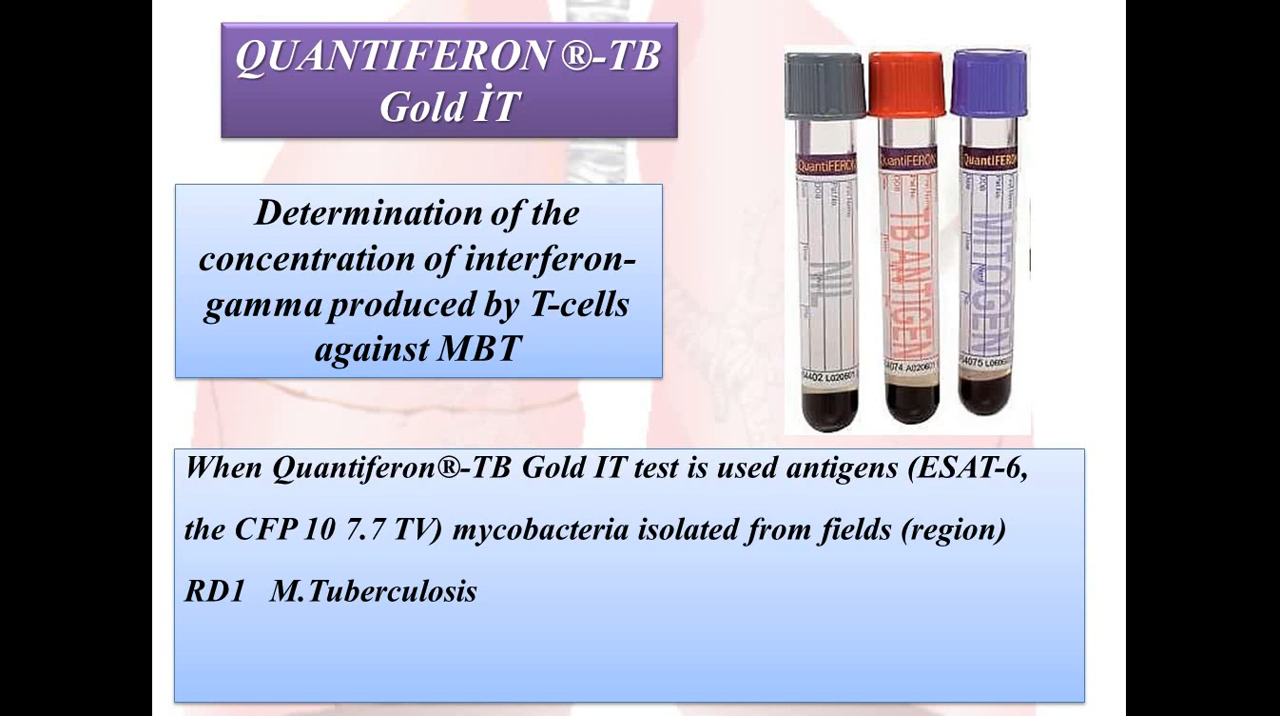 QUANTIFERON ®-TB
Gold İT
Determination of the
concentration of interferon-
gamma produced by T-cells
against MBT
QuantiFERON
NIL
QuantiFERON
TB ANTIGEN
QuantiFERON
MITOGEN
When Quantiferon®-TB Gold IT test is used antigens (ESAT-6,
the CFP 10 7.7 TV) mycobacteria isolated from fields (region)
RD1 M.Tuberculosis